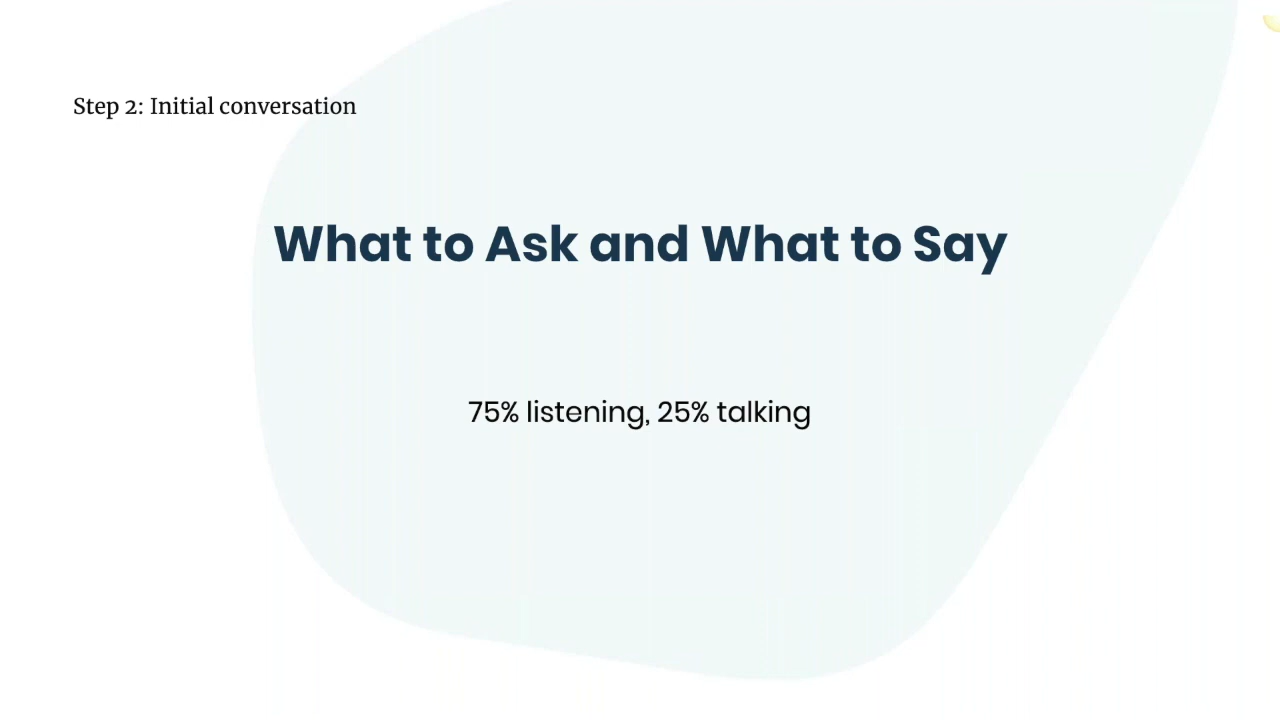 Step 2: Initial conversation
What to Ask and What to Say
75% listening, 25% talking